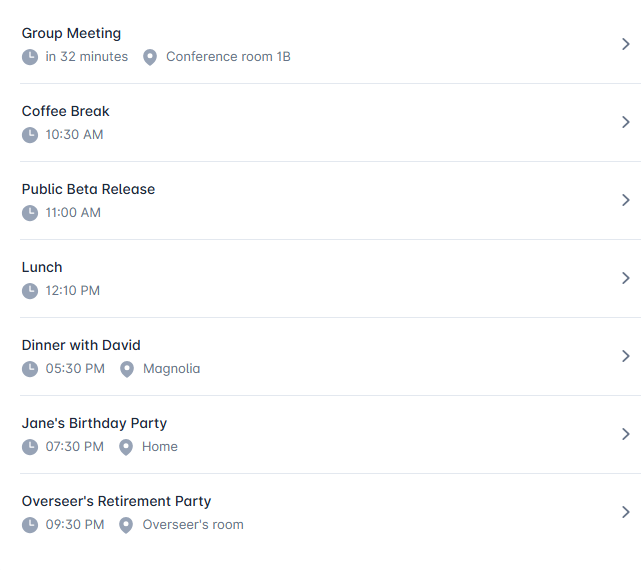 Group Meeting
in 32 minutes Conference room 1B
Coffee Break
10:30 AM
Public Beta Release
11:00 AM
Lunch
12:10 PM
Dinner with David
05:30 PM Magnolia
Jane's Birthday Party
07:30 PM Home
Overseer's Retirement Party
09:30 PM Overseer's room